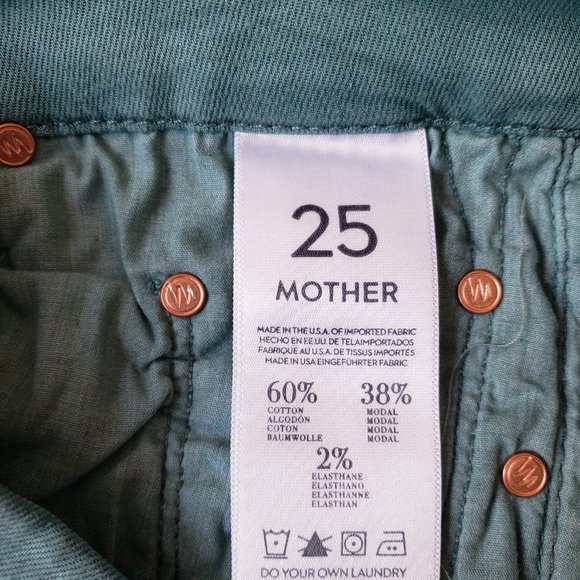 25
MOTHER
MADE IN THE U.S.A. OF IMPORTED FABRIC
HECHO EN EE.UU. DE TELAIMPORTADOS
FABRIQUE AU U.S.A. DE TISSUS IMPORTÉS
MADE IN USA EINGEFÜHRTER FABRIC
60% 38%
COTTON MODAL
ALGODÓN MODAL
COTON MODAL
BAUMWOLLE MODAL
2%
ELASTHANE
ELASTHANO
ELASTHANNE
ELASTHAN
DO YOUR OWN LAUNDRY